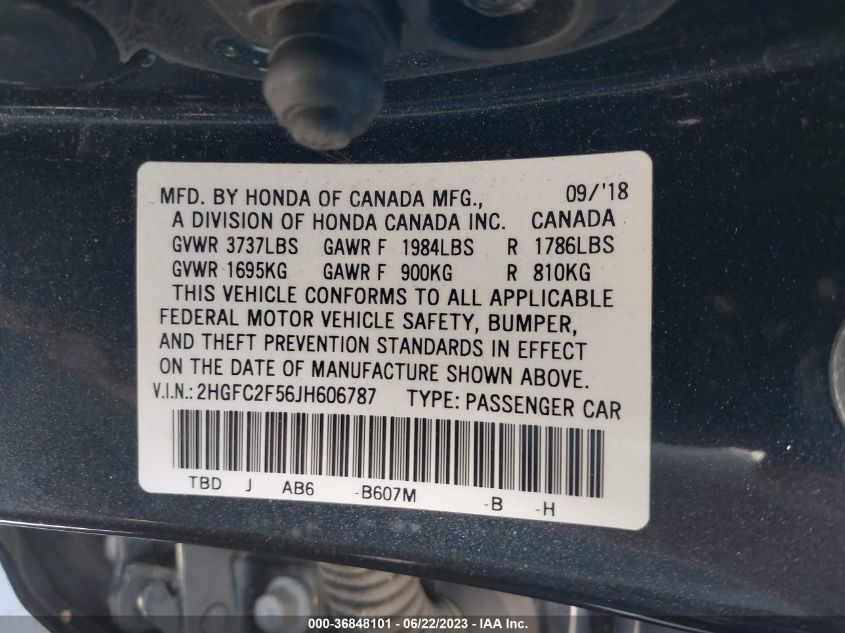 MFD. BY HONDA OF CANADA MFG., 09/'18
A DIVISION OF HONDA CANADA INC. CANADA
GVWR 3737LBS GAWR F 1984LBS R 1786LBS
GVWR 1695KG GAWR F 900KG R 810KG
THIS VEHICLE CONFORMS TO ALL APPLICABLE
FEDERAL MOTOR VEHICLE SAFETY, BUMPER,
AND THEFT PREVENTION STANDARDS IN EFFECT
ON THE DATE OF MANUFACTURE SHOWN ABOVE.
V.I.N.: 2HGFC2F56JH606787 TYPE: PASSENGER CAR
TBD J AB6 -B607M -B -H
000-36848101 - 06/22/2023 - IAA Inc.